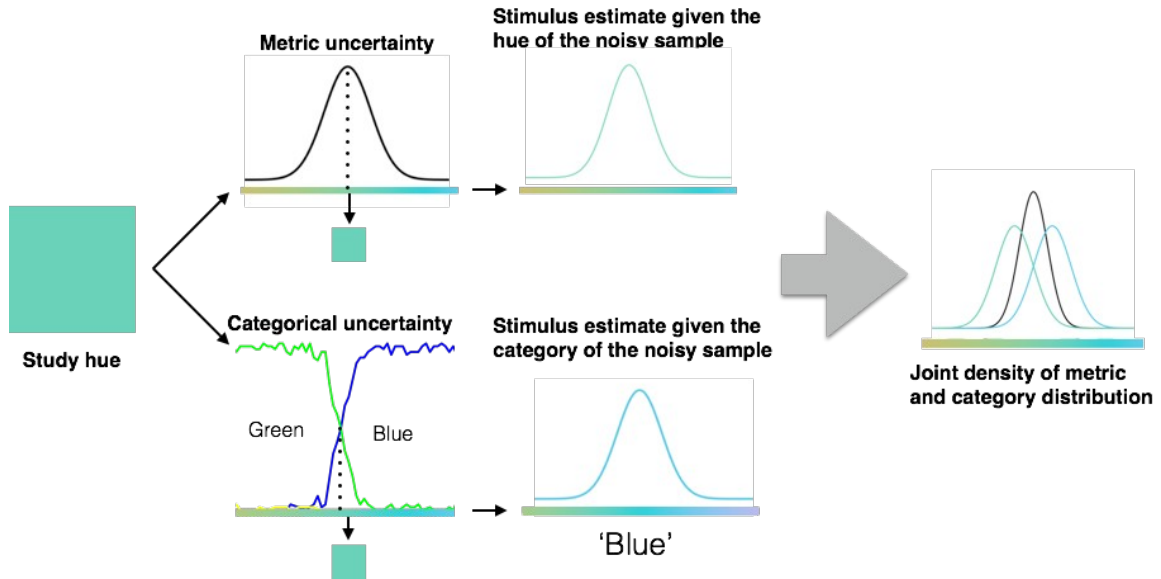 Metric uncertainty
Stimulus estimate given the
hue of the noisy sample
Study hue
Categorical uncertainty
Green
Blue
Stimulus estimate given the
category of the noisy sample
'Blue'
Joint density of metric
and category distribution